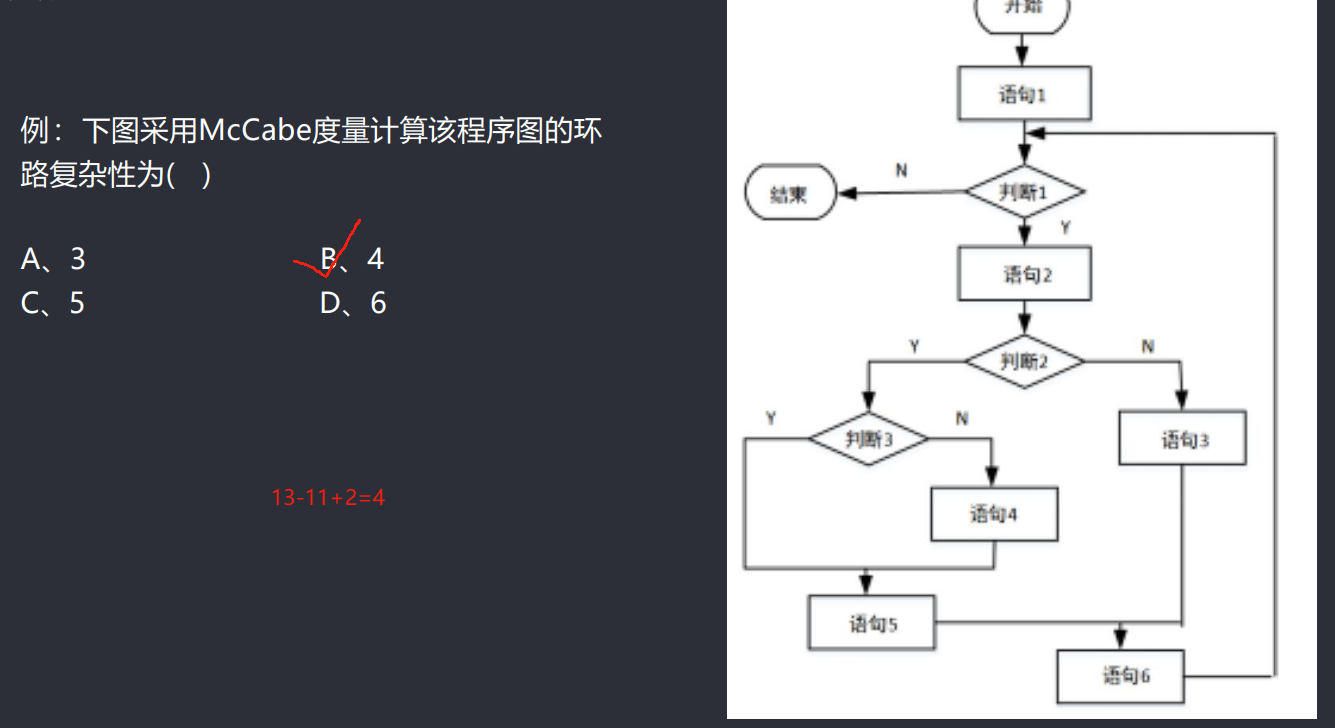 例：下图采用McCabe度量计算该程序图的环
路复杂性为( )
A、3 B、4
C、5 D、6
13-11+2=4
开始
语句1
N
结束
判断1
Y
语句2
Y
判断2
N
Y
判断3
N
语句3
语句4
语句5
语句6